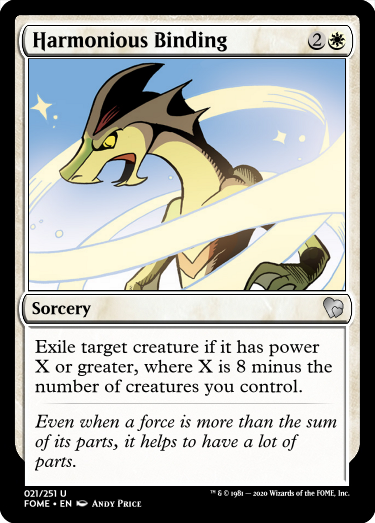 Harmonious Binding 2
Sorcery
Exile target creature if it has power
X or greater, where X is 8 minus the
number of creatures you control.
Even when a force is more than the sum
of its parts, it helps to have a lot of
parts.
021/251 U
FOME • EN Andy Price
™ & © 1981 — 2020 Wizards of the FOME, Inc.